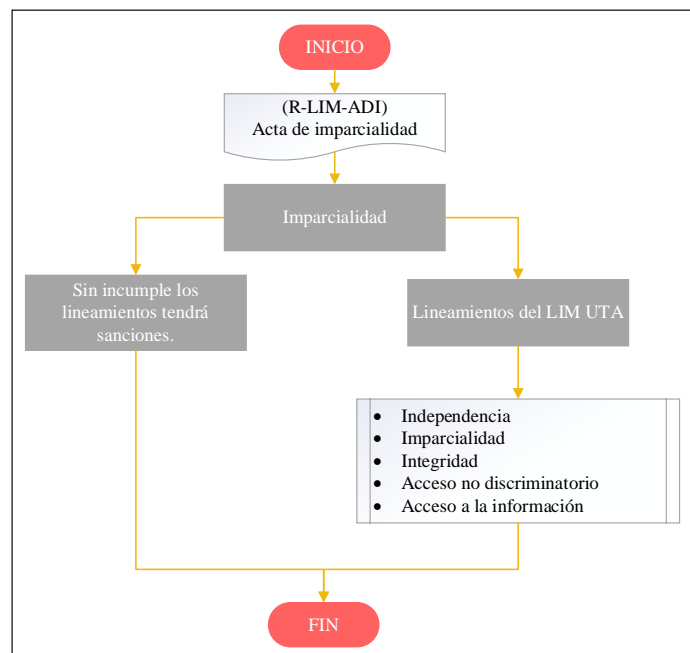 INICIO
(R-LIM-ADI)
Acta de imparcialidad
Imparcialidad
Sin incumple los
lineamientos tendrá
sanciones.
Lineamientos del LIM UTA
• Independencia
• Imparcialidad
• Integridad
• Acceso no discriminatorio
• Acceso a la información
FIN